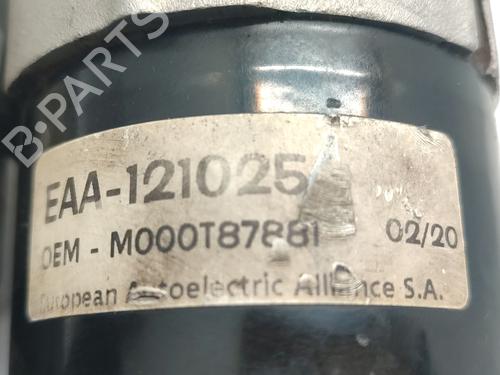 B-PARTS
EAA-121025
OEM - M000T87881 02/20
European Autoelectric Alliance S.A.